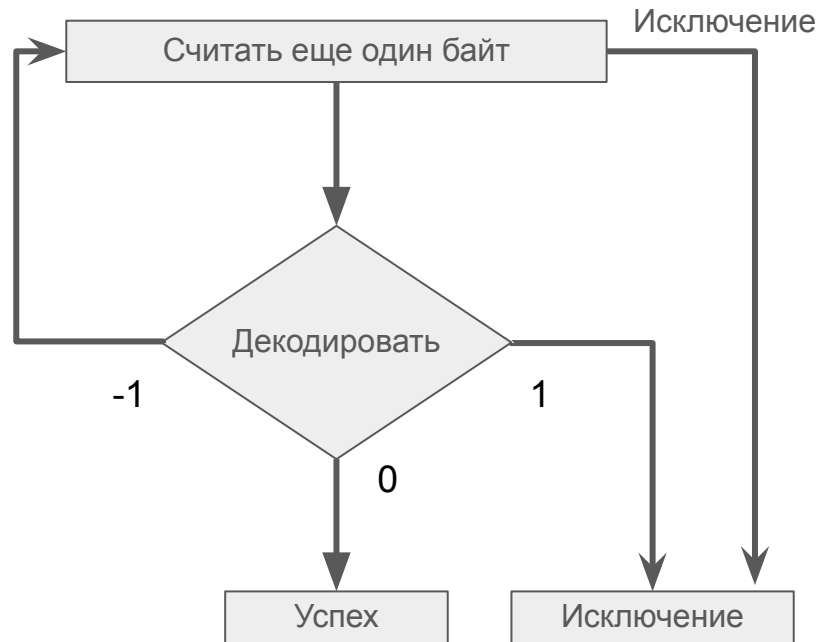 Исключение
Считать еще один байт
Декодировать
-1
1
0
Успех
Исключение